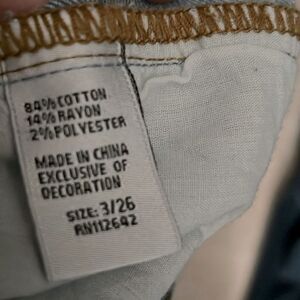 84% COTTON
14% RAYON
2% POLYESTER
MADE IN CHINA
EXCLUSIVE OF
DECORATION
SIZE: 3/26
RN112642